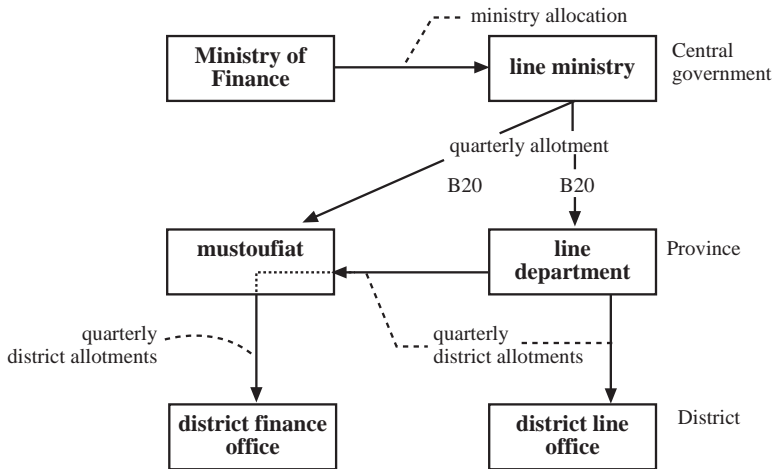 ministry allocation
Ministry of
Finance
line ministry
Central
government
quarterly allotment
B20
B20
mustoufiat
line
department
Province
quarterly
district allotments
quarterly
district allotments
district finance
office
district line
office
District